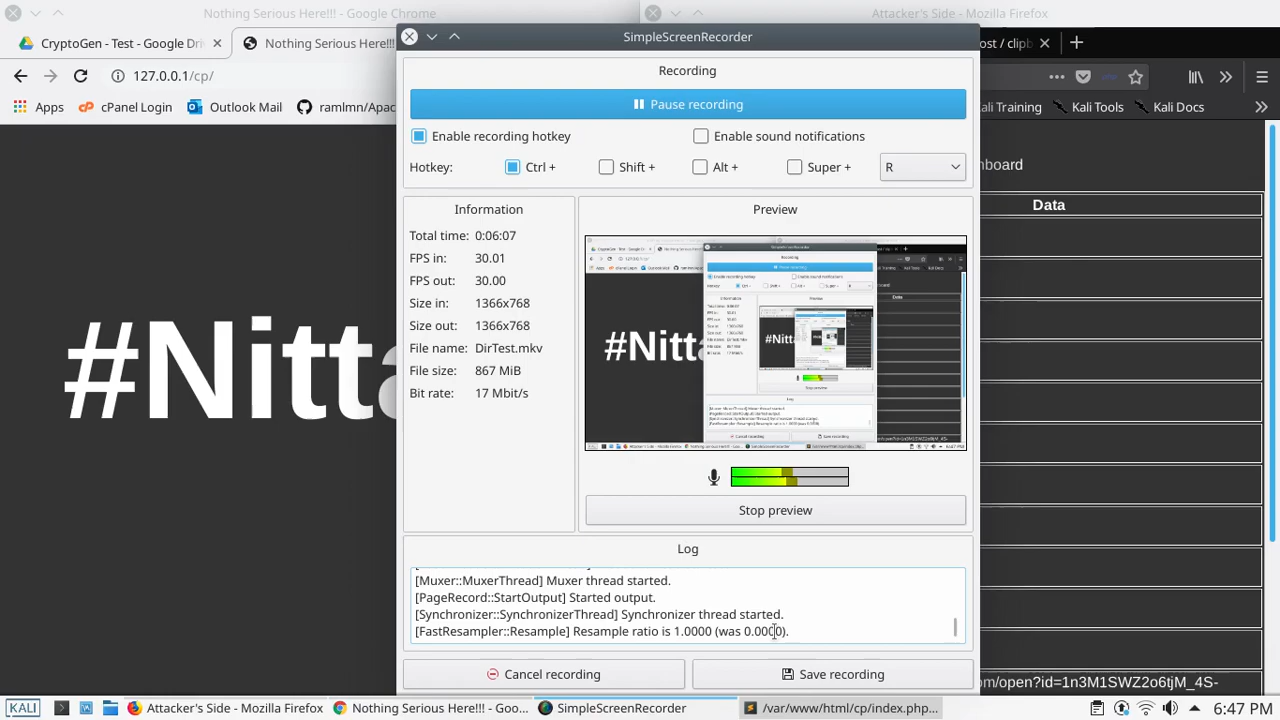 Nothing Serious Here!!! - Google Chrome
Attacker's Side - Mozilla Firefox
SimpleScreenRecorder
CryptoGen - Test - Google Driv
Nothing Serious Here!!!
ost / clipb
127.0.0.1/cp/
Apps
cPanel Login
Outlook Mail
ramlmn/Apac
Kali Training
Kali Tools
Kali Docs
Recording
Pause recording
Enable recording hotkey
Enable sound notifications
Hotkey:
Ctrl +
Shift +
Alt +
Super +
R
shboard
Data
Information
Total time: 0:06:07
FPS in: 30.01
FPS out: 30.00
Size in: 1366x768
Size out: 1366x768
File name: DirTest.mkv
File size: 867 MiB
Bit rate: 17 Mbit/s
Preview
#Nitta
Stop preview
Log
[Muxer::MuxerThread] Muxer thread started.
[PageRecord::StartOutput] Started output.
[Synchronizer::SynchronizerThread] Synchronizer thread started.
[FastResampler::Resample] Resample ratio is 1.0000 (was 0.0000).
Cancel recording
Save recording
om/open?id=1n3M1SWZ2o6tjM_4S-
KALI
Attacker's Side - Mozilla Firefox
Nothing Serious Here!!! - Goo...
SimpleScreenRecorder
/var/www/html/cp/index.php...
6:47 PM